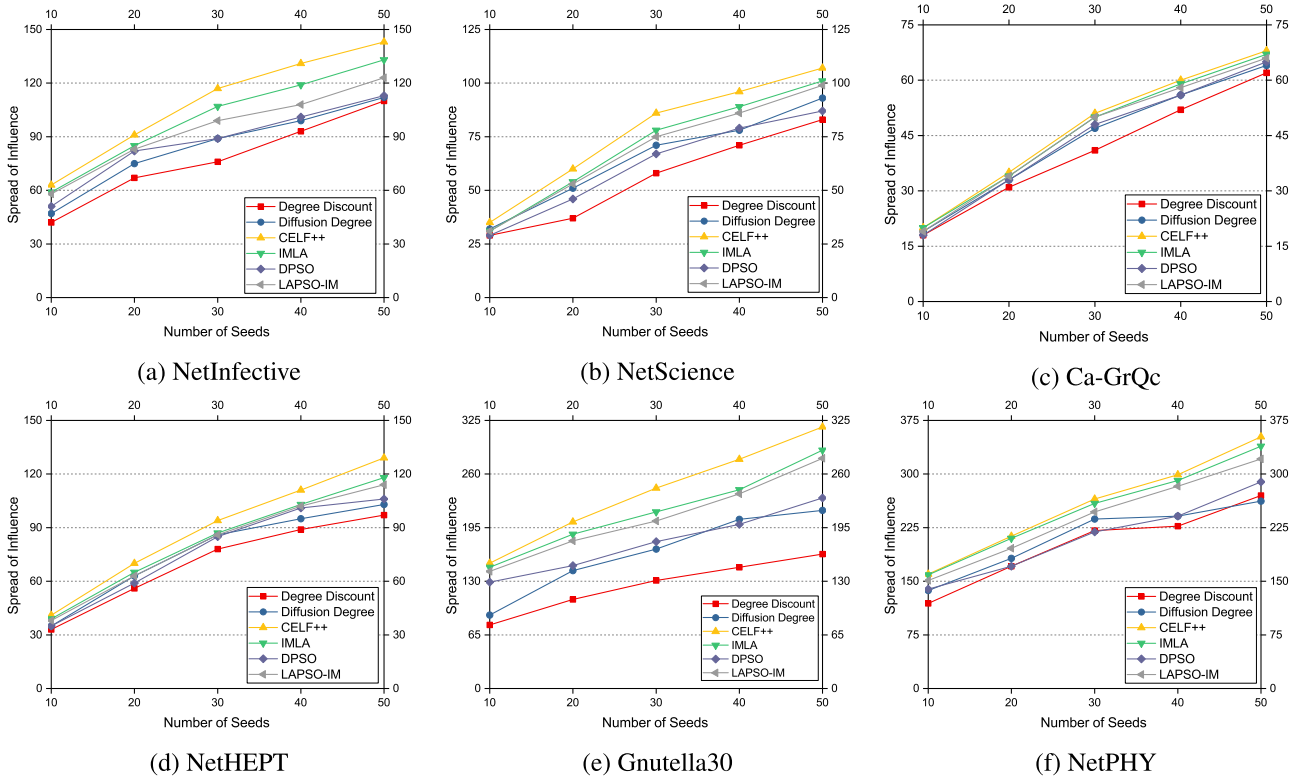 10 20 30 40 50
150 150
120 120
90 90
60 60
30 30
0 0
10 20 30 40 50
Spread of Influence
Number of Seeds
Degree Discount
Diffusion Degree
CELF++
IMLA
DPSO
LAPSO-IM
(a) NetInfective
10 20 30 40 50
125 125
100 100
75 75
50 50
25 25
0 0
10 20 30 40 50
Spread of Influence
Number of Seeds
Degree Discount
Diffusion Degree
CELF++
IMLA
DPSO
LAPSO-IM
(b) NetScience
10 20 30 40 50
75 75
60 60
45 45
30 30
15 15
0 0
10 20 30 40 50
Spread of Influence
Number of Seeds
Degree Discount
Diffusion Degree
CELF++
IMLA
DPSO
LAPSO-IM
(c) Ca-GrQc
10 20 30 40 50
150 150
120 120
90 90
60 60
30 30
0 0
10 20 30 40 50
Spread of Influence
Number of Seeds
Degree Discount
Diffusion Degree
CELF++
IMLA
DPSO
LAPSO-IM
(d) NetHEPT
10 20 30 40 50
325 325
260 260
195 195
130 130
65 65
0 0
10 20 30 40 50
Spread of Influence
Number of Seeds
Degree Discount
Diffusion Degree
CELF++
IMLA
DPSO
LAPSO-IM
(e) Gnutella30
10 20 30 40 50
375 375
300 300
225 225
150 150
75 75
0 0
10 20 30 40 50
Spread of Influence
Number of Seeds
Degree Discount
Diffusion Degree
CELF++
IMLA
DPSO
LAPSO-IM
(f) NetPHY